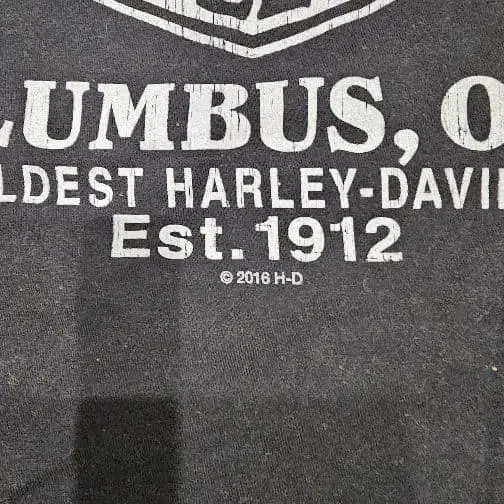 LUMBUS, O
LDEST HARLEY-DAVI
Est. 1912
© 2016 H-D